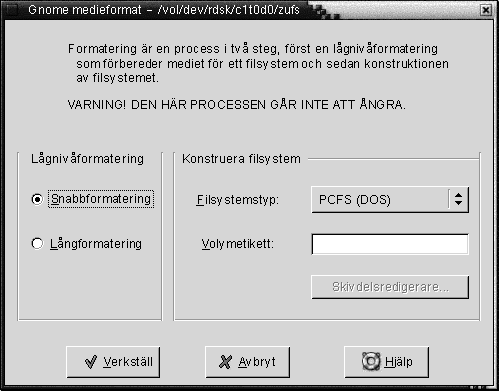 Gnome medieformat – /vol/dev/rdsk/c1t0d0/zufs
Formatering är en process i två steg, först en lågnivåformatering
som förbereder mediet för ett filsystem och sedan konstruktionen
av filsystemet.
VARNING! DEN HÄR PROCESSEN GÅR INTE ATT ÅNGRA.
Lågnivåformatering
Snabbformatering
Långformatering
Konstruera filsystem
Filsystemstyp:
PCFS (DOS)
Volymetikett:
Skivdelsredigerare...
Verkställ
Avbryt
Hjälp